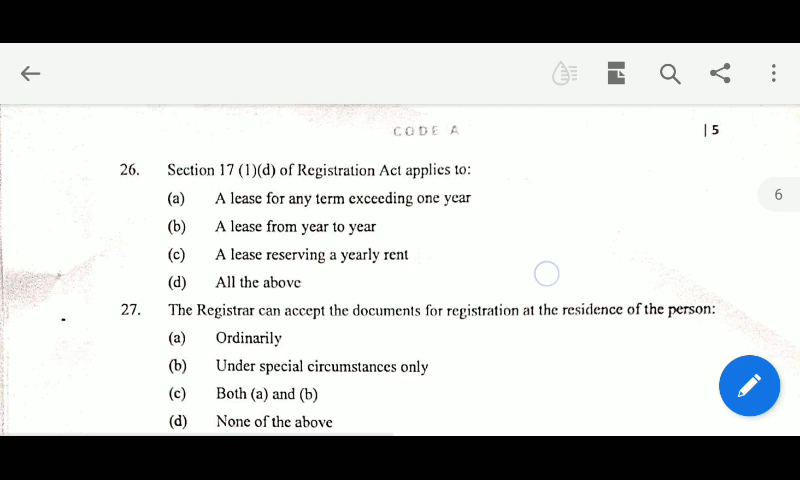 CODE A
| 5
26. Section 17 (1)(d) of Registration Act applies to:
(a) A lease for any term exceeding one year
6
(b) A lease from year to year
(c) A lease reserving a yearly rent
(d) All the above
27. The Registrar can accept the documents for registration at the residence of the person:
(a) Ordinarily
(b) Under special circumstances only
(c) Both (a) and (b)
(d) None of the above